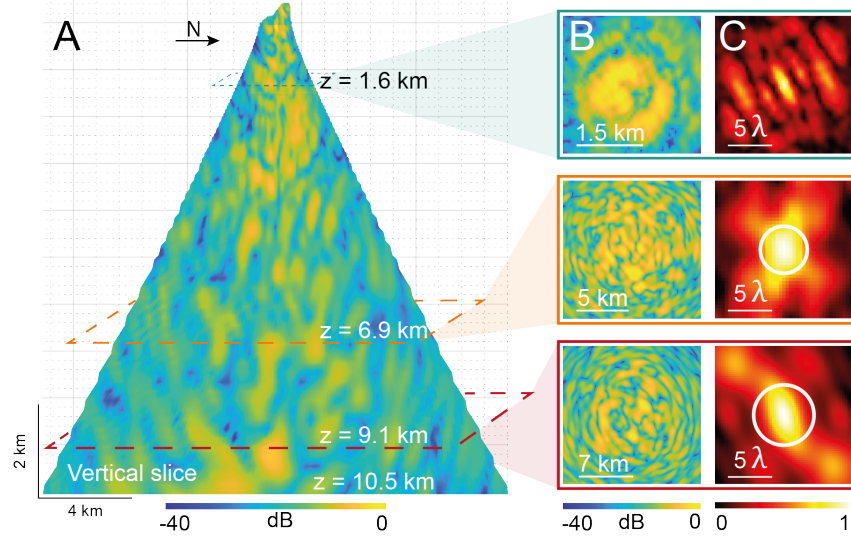 A
N
z = 1.6 km
z = 6.9 km
z = 9.1 km
z = 10.5 km
Vertical slice
2 km
4 km
-40 dB 0
B
C
1.5 km
5 λ
5 km
5 λ
7 km
5 λ
-40 dB 0
0 1